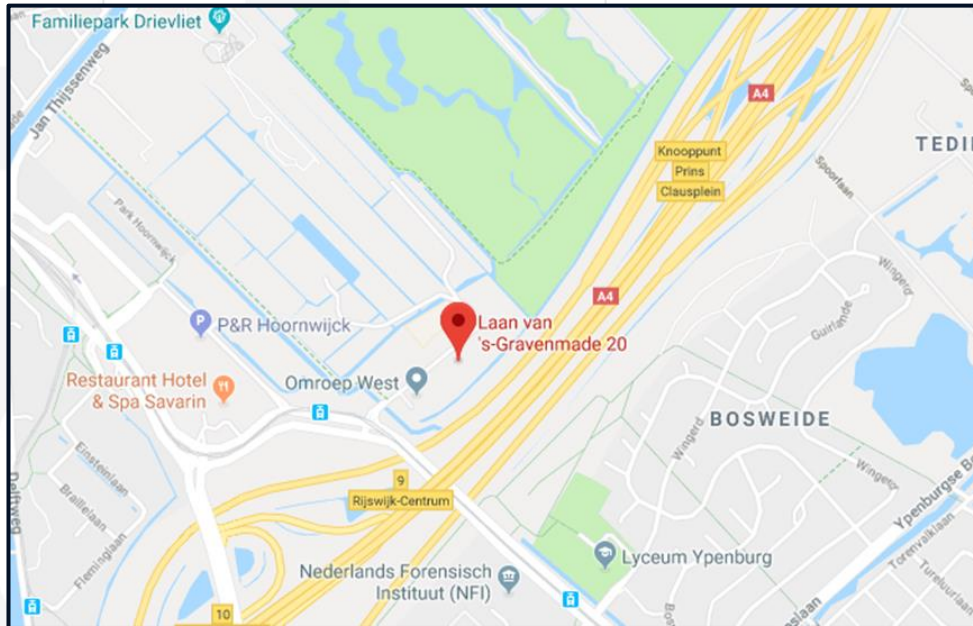 Familiepark Drievliet
Jan Thijssenweg
A4
Knooppunt
Prins
Clausplein
Spoorlaan
Park Hoornwijck
Wingerd
A4
Guirlande
P&R Hoornwijck
Laan van
's-Gravenmade 20
Omroep West
Restaurant Hotel
& Spa Savarin
BOSWEIDE
Wingerd
Wingerd
Einsteinlaan
Braillelaan
Fleminglaan
Delftweg
9
Rijswijk-Centrum
Ypenburgse
Torenvalklaan
Tureluurlaan
Lyceum Ypenburg
Nederlands Forensisch
Instituut (NFI)
10